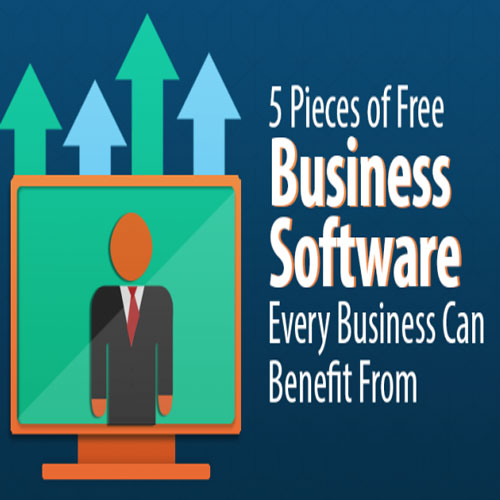 5 Pieces of Free
Business
Software
Every Business Can
Benefit From